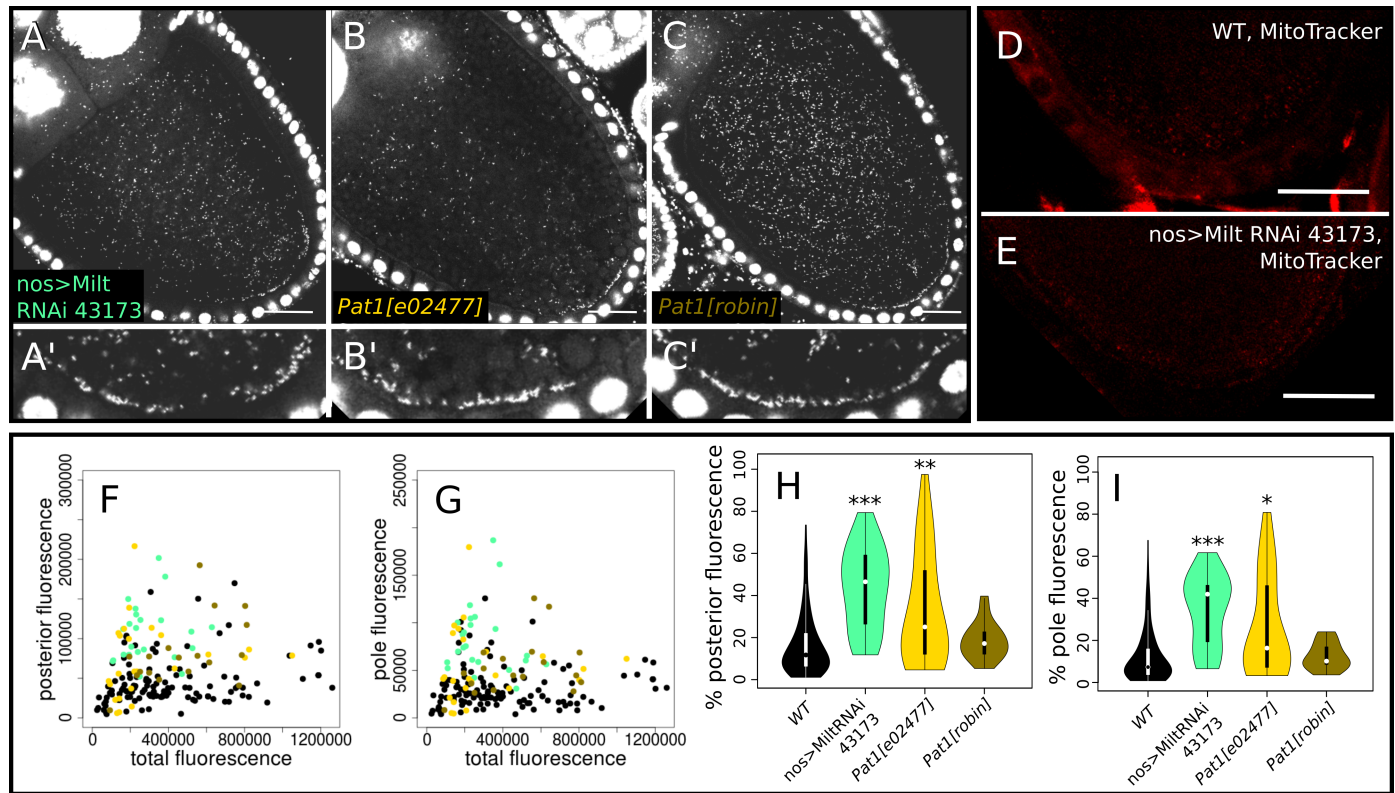 A
nos>Milt
RNAi 43173
B
Pat1[e02477]
C
Pat1[robin]
A'
B'
C'
D
WT, MitoTracker
E
nos>Milt RNAi 43173,
MitoTracker
F
posterior fluorescence
0
100000
200000
300000
0 400000 800000 1200000
total fluorescence
G
pole fluorescence
0
50000
150000
250000
0 400000 800000 1200000
total fluorescence
H
% posterior fluorescence
0
20
40
60
80
100
***
**
WT
nos>MiltRNAi
43173
Pat1[e02477]
Pat1[robin]
I
% pole fluorescence
0
20
40
60
80
100
***
*
WT
nos>MiltRNAi
43173
Pat1[e02477]
Pat1[robin]